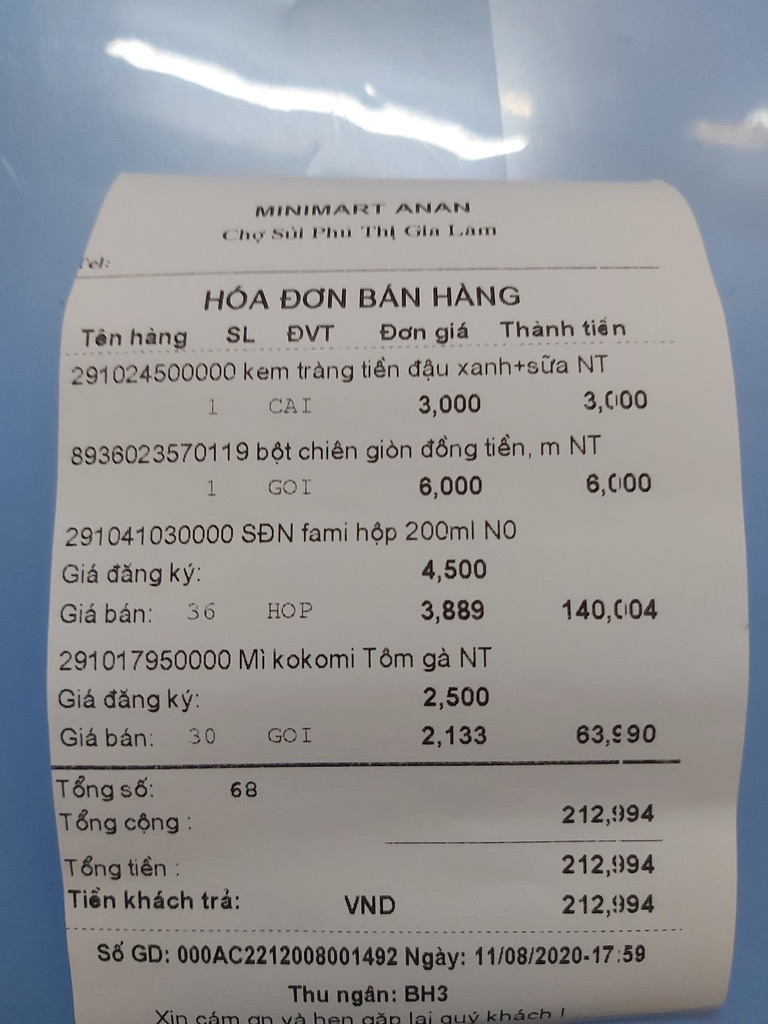 MINIMART ANAN
Chợ Sủi Phú Thị Gia Lâm
Tel:
HÓA ĐƠN BÁN HÀNG
Tên hàng SL ĐVT Đơn giá Thành tiền
291024500000 kem tràng tiền đậu xanh+sữa NT
1 CAI 3,000 3,000
8936023570119 bột chiên giòn đồng tiền, m NT
1 GOI 6,000 6,000
291041030000 SĐN fami hộp 200ml N0
Giá đăng ký: 4,500
Giá bán: 36 HOP 3,889 140,004
291017950000 Mì kokomi Tôm gà NT
Giá đăng ký: 2,500
Giá bán: 30 GOI 2,133 63,990
Tổng số: 68
Tổng cộng : 212,994
Tổng tiền : 212,994
Tiền khách trả: VND 212,994
Số GD: 000AC2212008001492 Ngày: 11/08/2020-17:59
Thu ngân: BH3
Xin cám ơn và hẹn gặp lại quý khách !